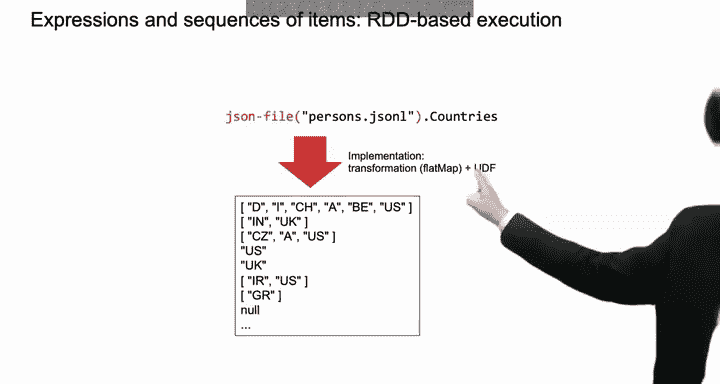 Expressions and sequences of items: RDD-based execution
json-file("persons.jsonl").Countries
Implementation:
transformation (flatMap) + UDF
[ "D", "I", "CH", "A", "BE", "US" ]
[ "IN", "UK" ]
[ "CZ", "A", "US" ]
"US"
"UK"
[ "IR", "US" ]
[ "GR" ]
null
...